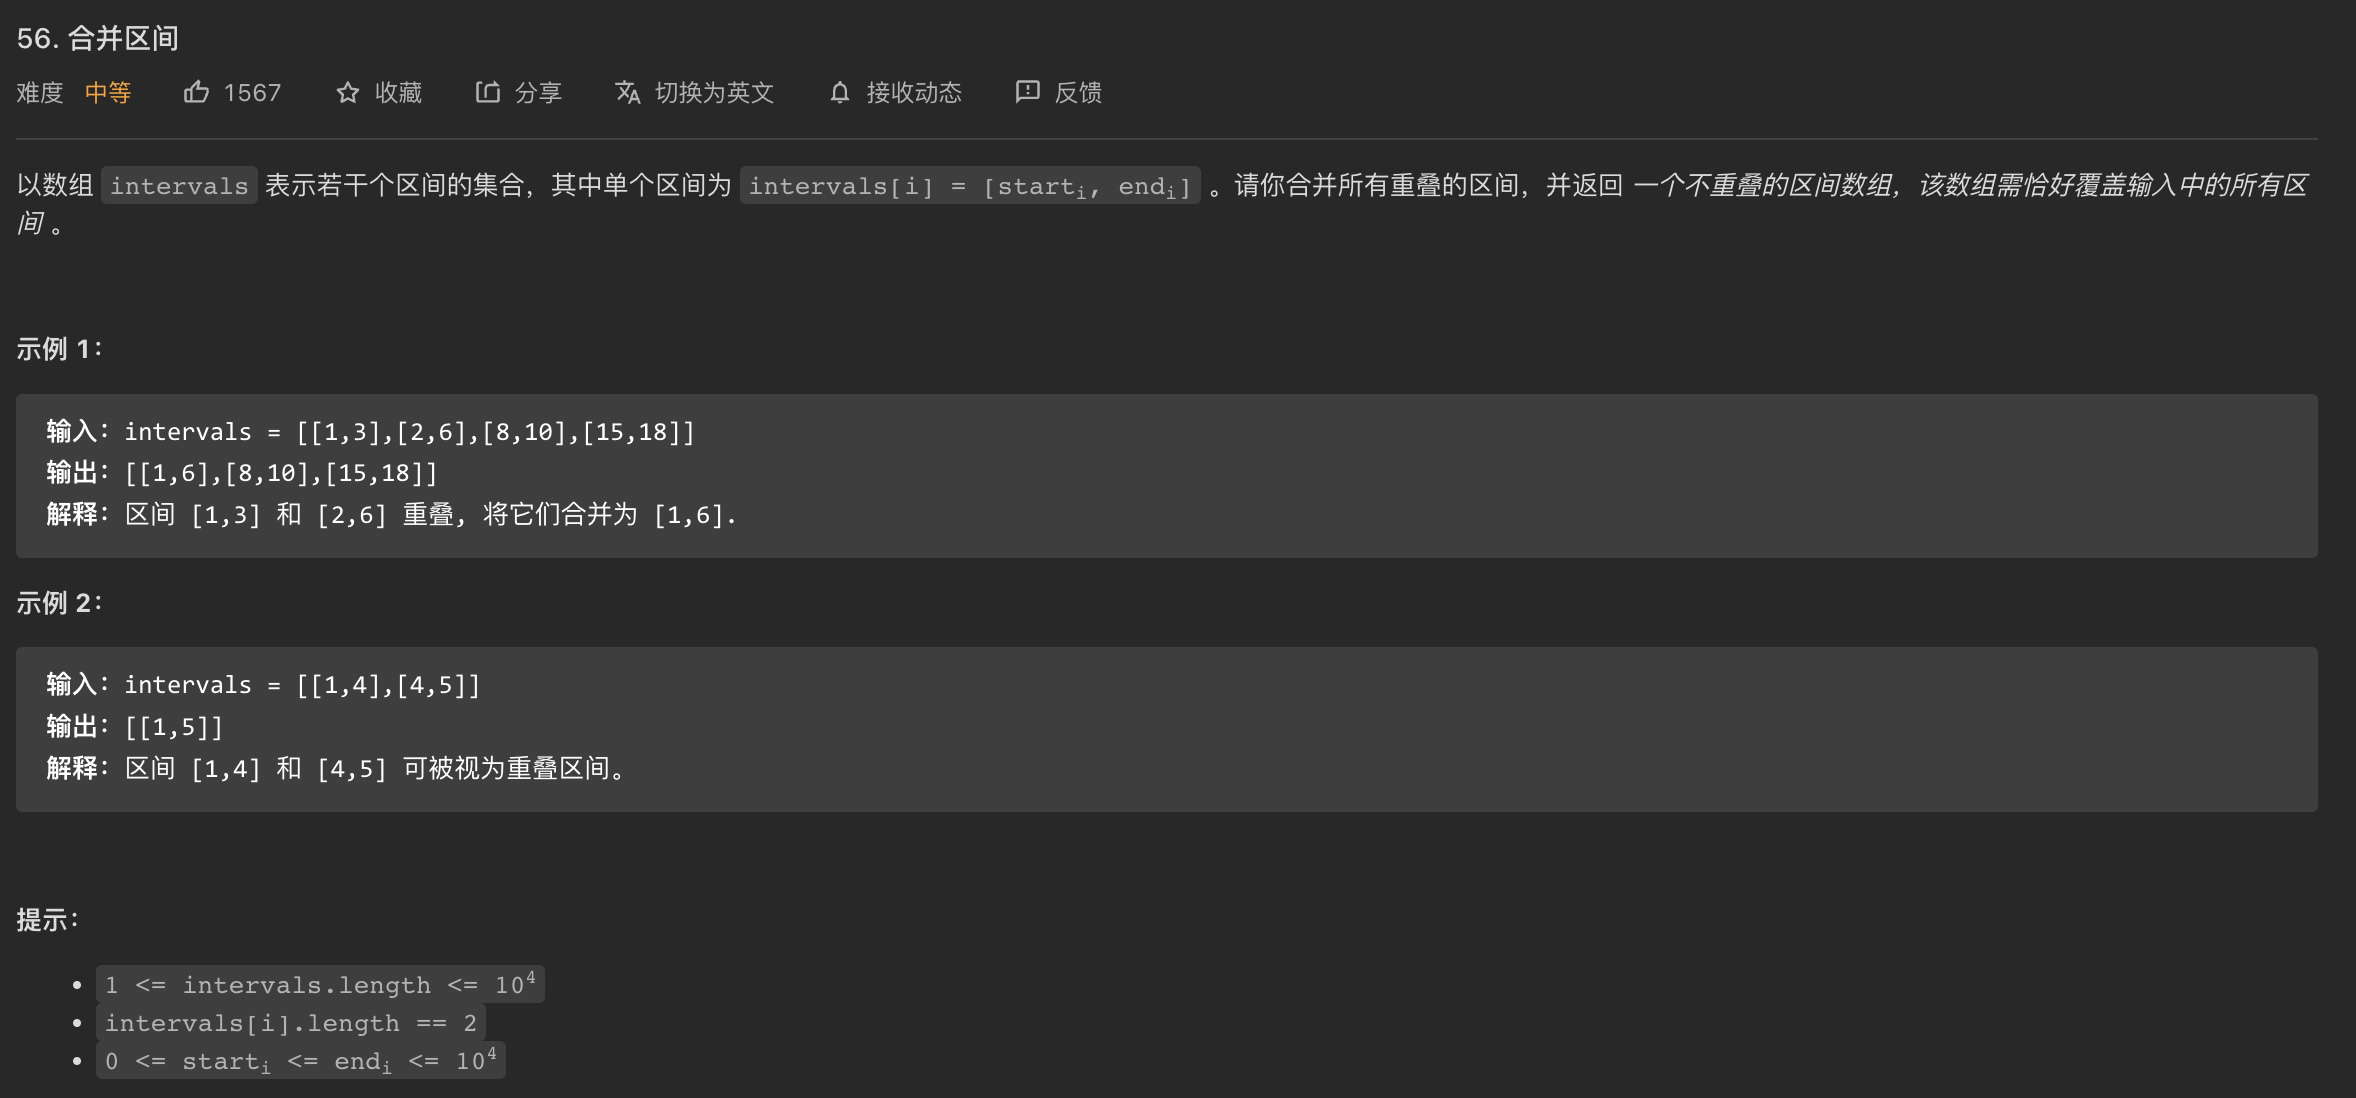 56. 合并区间
难度 中等 1567 收藏 分享 切换为英文 接收动态 反馈
以数组 intervals 表示若干个区间的集合，其中单个区间为 intervals[i] = [starti, endi] 。请你合并所有重叠的区间，并返回 一个不重叠的区间数组，该数组需恰好覆盖输入中的所有区
间 。
示例 1：
输入：intervals = [[1,3],[2,6],[8,10],[15,18]]
输出：[[1,6],[8,10],[15,18]]
解释：区间 [1,3] 和 [2,6] 重叠, 将它们合并为 [1,6].
示例 2：
输入：intervals = [[1,4],[4,5]]
输出：[[1,5]]
解释：区间 [1,4] 和 [4,5] 可被视为重叠区间。
提示：
• 1 <= intervals.length <= 10⁴
• intervals[i].length == 2
• 0 <= starti <= endi <= 10⁴